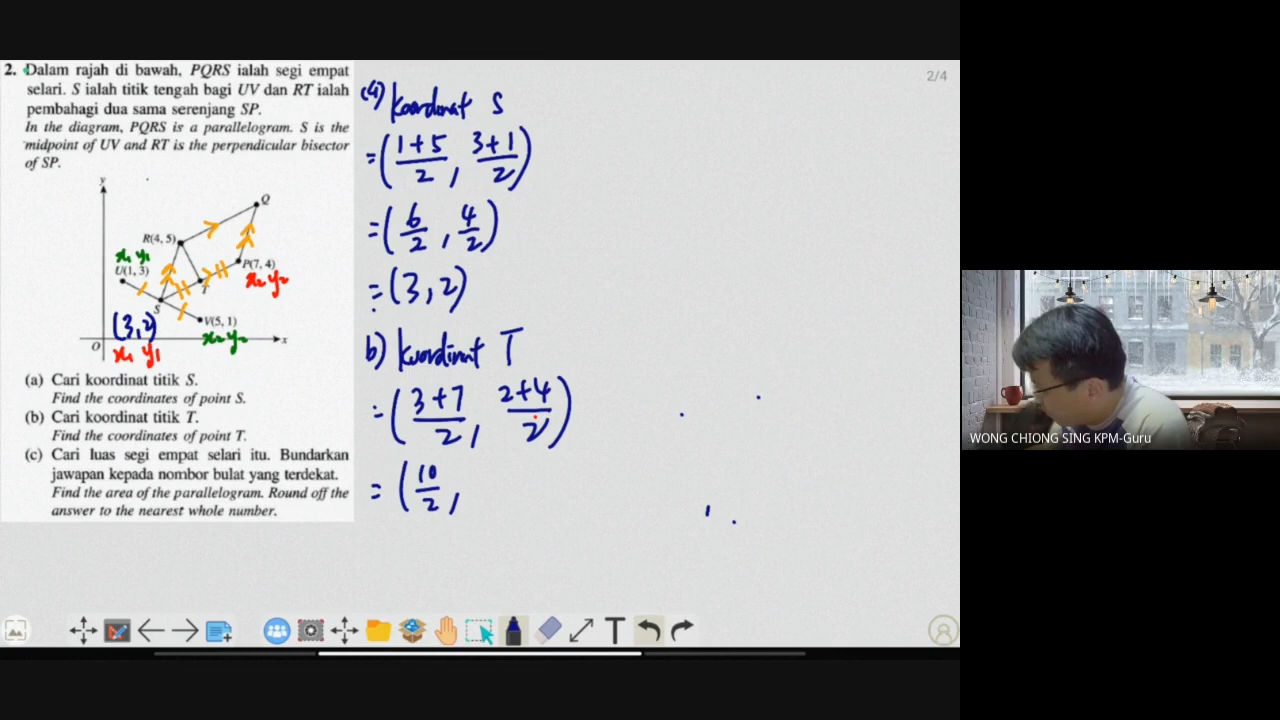 2. Dalam rajah di bawah, PQRS ialah segi empat
selari. S ialah titik tengah bagi UV dan RT ialah
pembahagi dua sama serenjang SP.
In the diagram, PQRS is a parallelogram. S is the
midpoint of UV and RT is the perpendicular bisector
of SP.
y
Q
R(4, 5)
x₁ y₁
U(1, 3)
P(7, 4)
x₂ y₂
T
S
V(5, 1)
(3, 2)
x₂ y₂
O
x
x₁ y₁
(a) Cari koordinat titik S.
Find the coordinates of point S.
(b) Cari koordinat titik T.
Find the coordinates of point T.
(c) Cari luas segi empat selari itu. Bundarkan
jawapan kepada nombor bulat yang terdekat.
Find the area of the parallelogram. Round off the
answer to the nearest whole number.
(a) koordinat S
= (1+5/2, 3+1/2)
= (6/2, 4/2)
= (3, 2)
b) koordinat T
= (3+7/2, 2+4/2)
= (10/2,
2/4
T
WONG CHIONG SING KPM-Guru